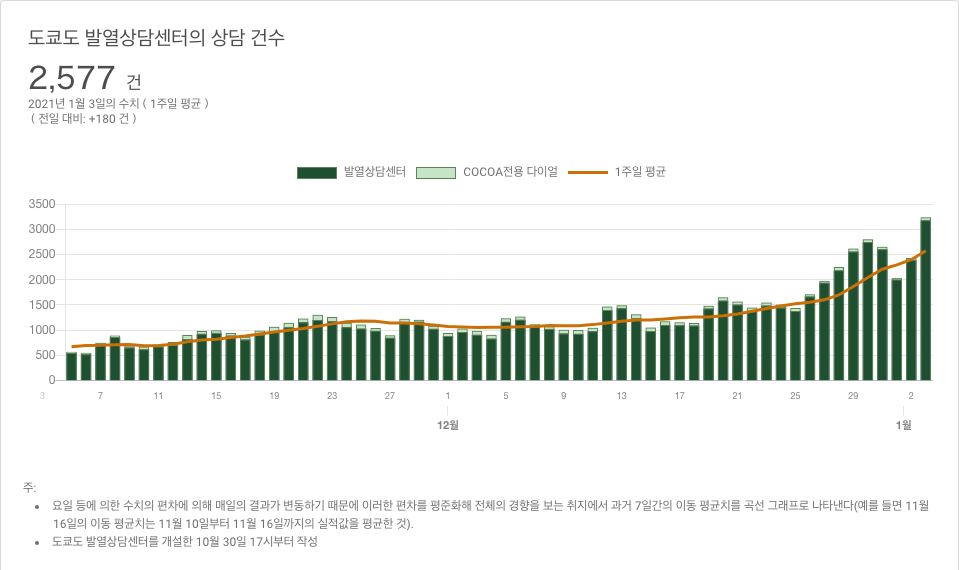 도쿄도 발열상담센터의 상담 건수
2,577 건
2021년 1월 3일의 수치 ( 1주일 평균 )
( 전일 대비: +180 건 )
발열상담센터 COCOA전용 다이얼 1주일 평균
3500
3000
2500
2000
1500
1000
500
0
3 7 11 15 19 23 27 1 5 9 13 17 21 25 29 2
12월 1월
주:
• 요일 등에 의한 수치의 편차에 의해 매일의 결과가 변동하기 때문에 이러한 편차를 평준화해 전체의 경향을 보는 취지에서 과거 7일간의 이동 평균치를 곡선 그래프로 나타낸다(예를 들면 11월
16일의 이동 평균치는 11월 10일부터 11월 16일까지의 실적값을 평균한 것).
• 도쿄도 발열상담센터를 개설한 10월 30일 17시부터 작성